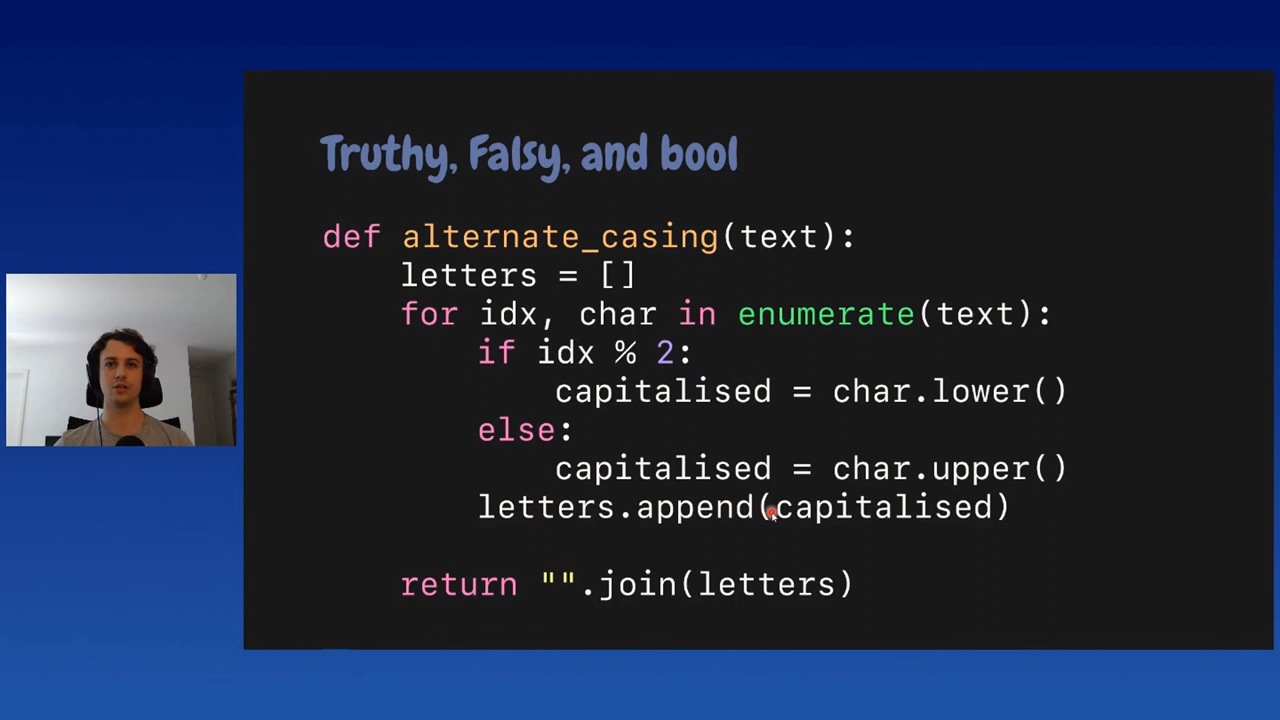 Truthy, Falsy, and bool
def alternate_casing(text):
    letters = []
    for idx, char in enumerate(text):
        if idx % 2:
            capitalised = char.lower()
        else:
            capitalised = char.upper()
        letters.append(capitalised)
    return "".join(letters)